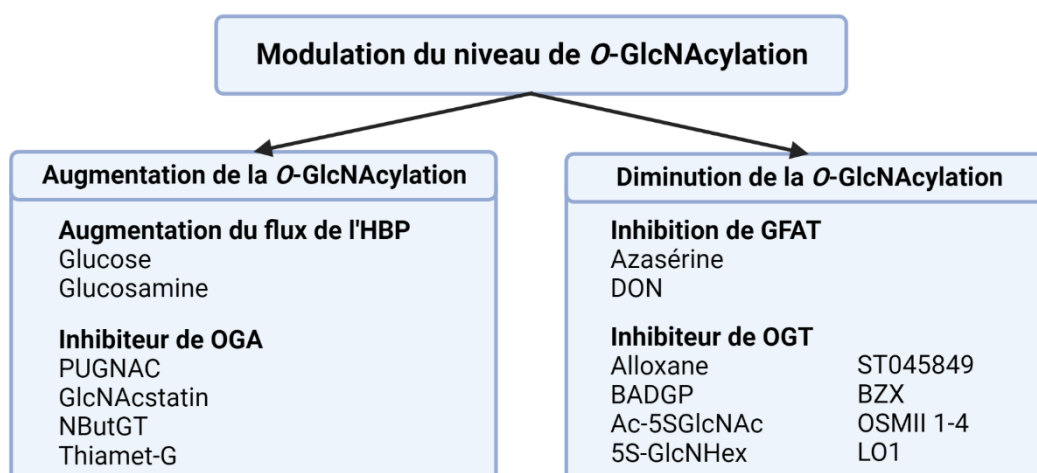 Modulation du niveau de O-GlcNAcylation
Augmentation de la O-GlcNAcylation
Augmentation du flux de l'HBP
Glucose
Glucosamine
Inhibiteur de OGA
PUGNAC
GlcNAcstatin
NButGT
Thiamet-G
Diminution de la O-GlcNAcylation
Inhibition de GFAT
Azasérine
DON
Inhibiteur de OGT
Alloxane ST045849
BADGP BZX
Ac-5SGlcNAc OSMII 1-4
5S-GlcNHex LO1